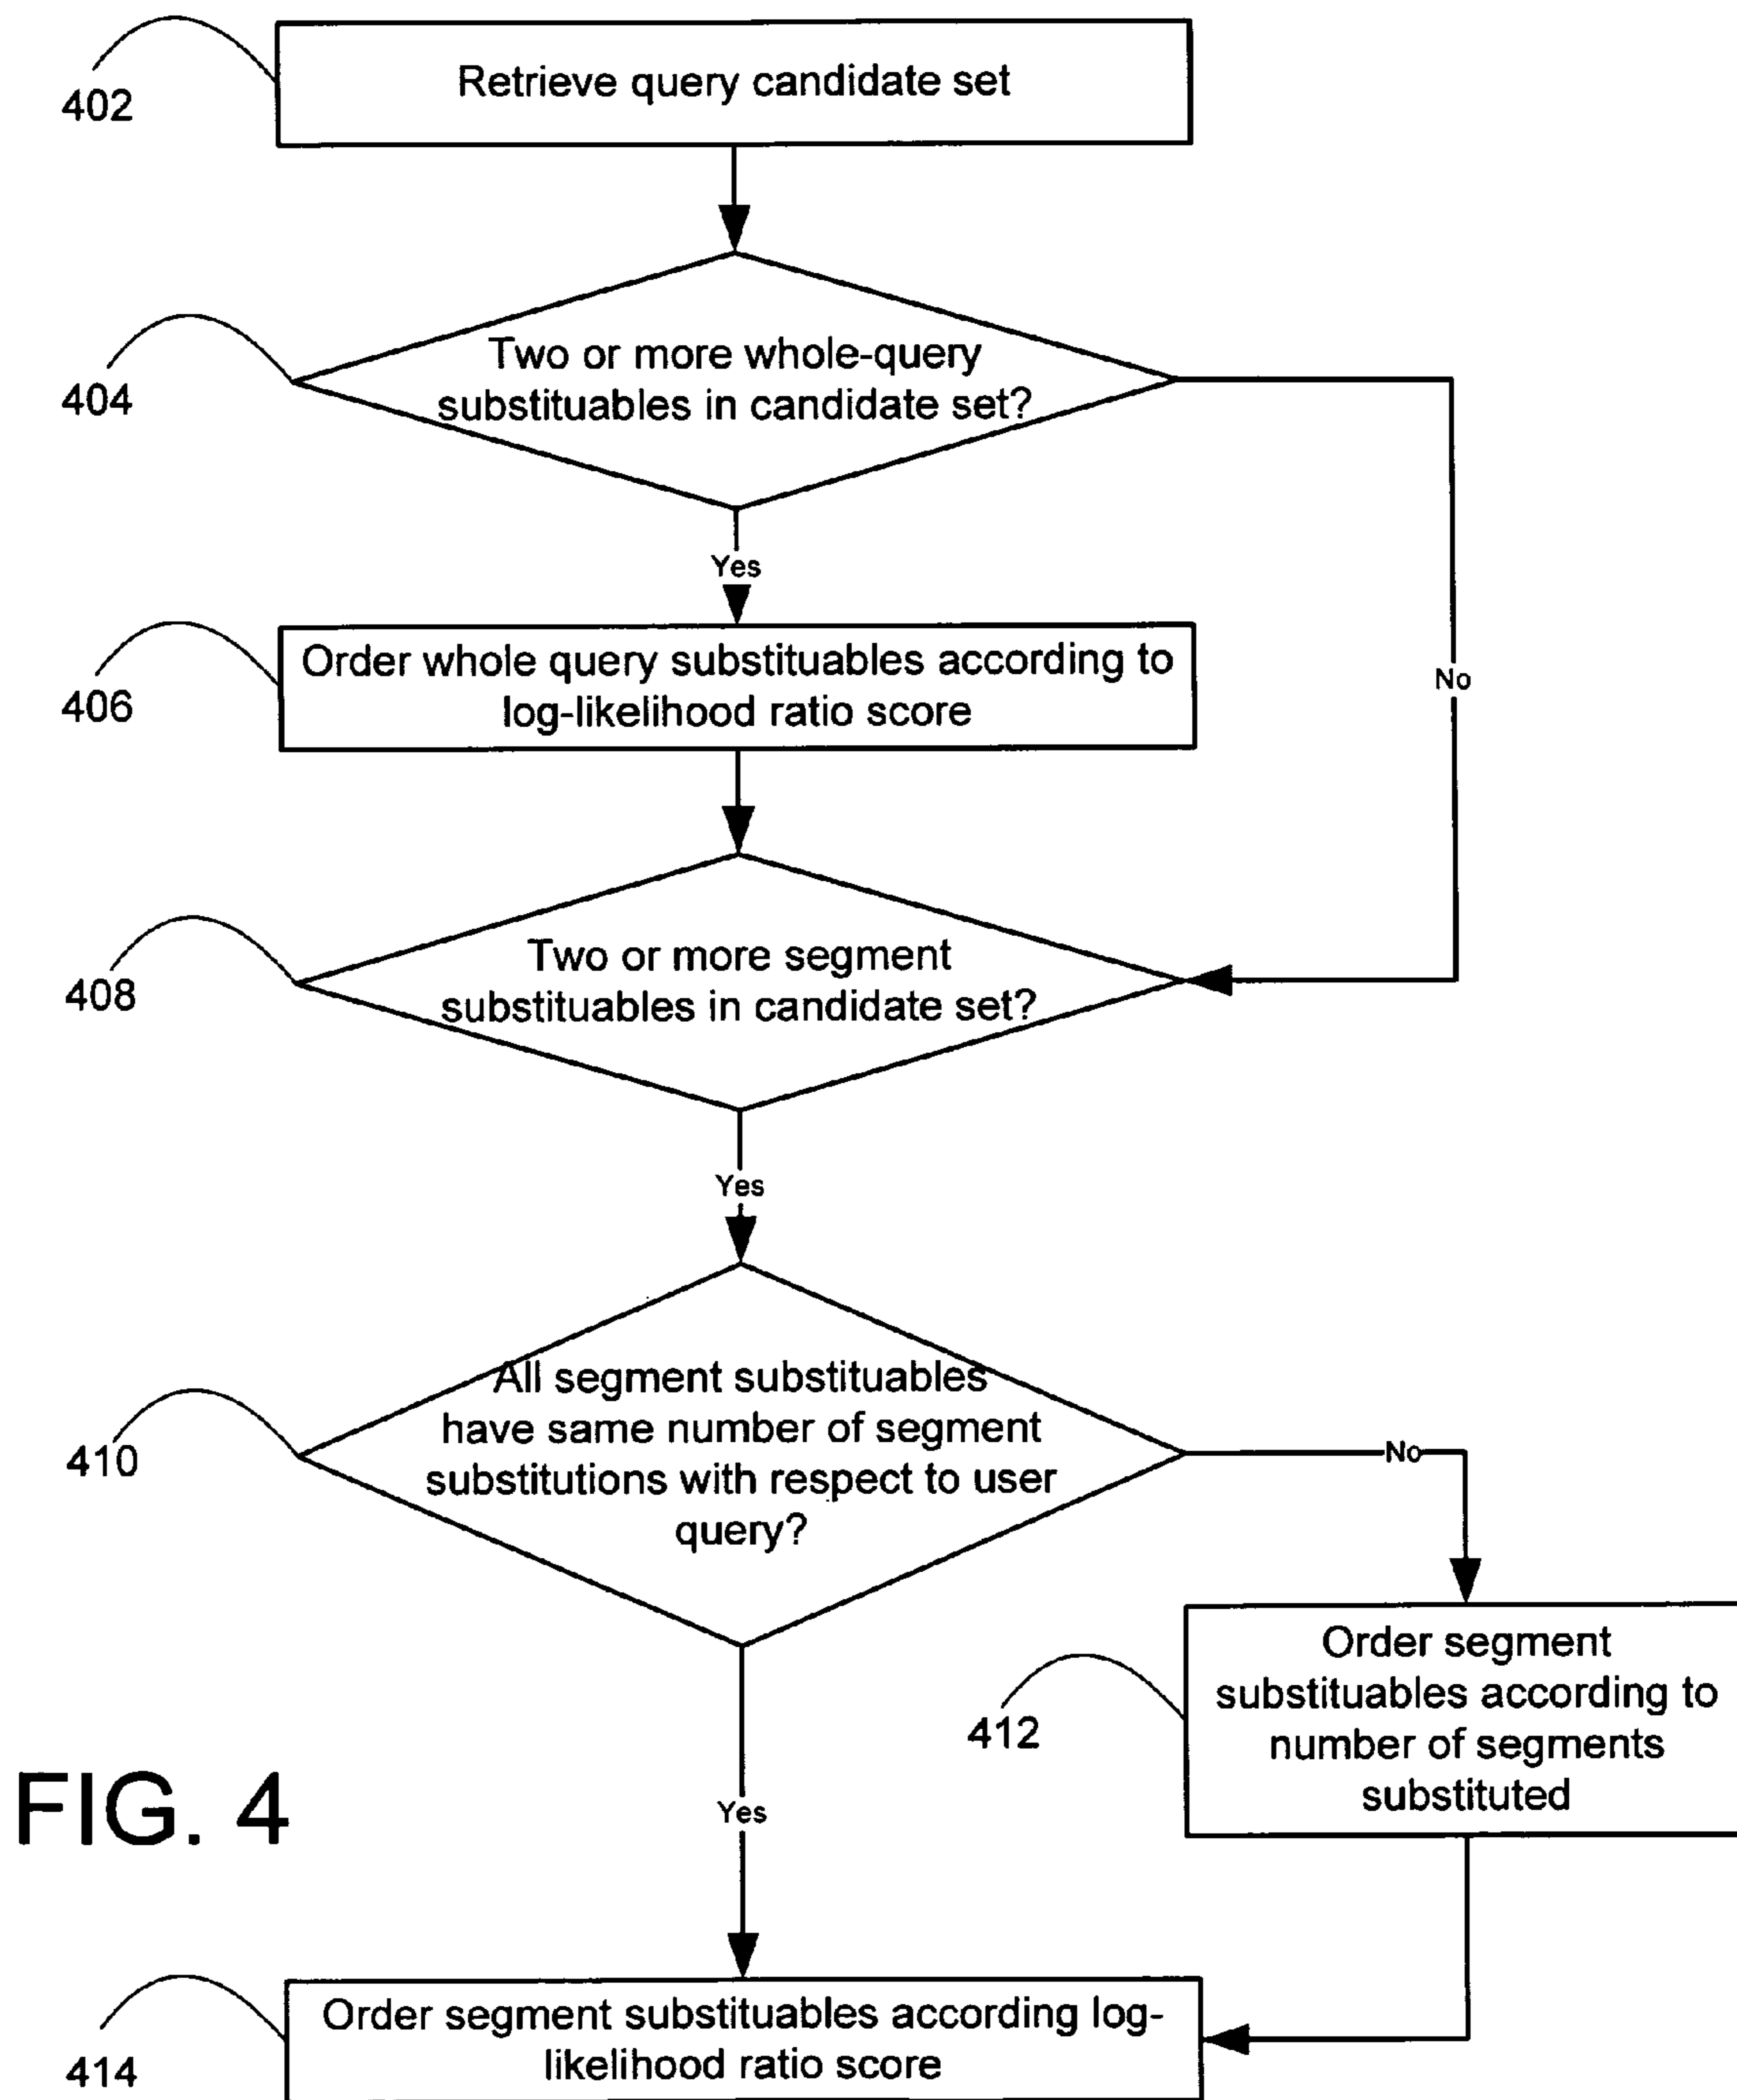 Retrieve query candidate set
402
Two or more whole-query
substituables in candidate set?
404
Yes
Order whole query substituables according to
log-likelihood ratio score
No
406
Two or more segment
substituables in candidate set?
408
Yes
All segment substituables
have same number of segment
substitutions with respect to user
query?
No
410
Order segment
substituables according to
number of segments
substituted
412
FIG. 4
Yes
Order segment substituables according log-
likelihood ratio score
414